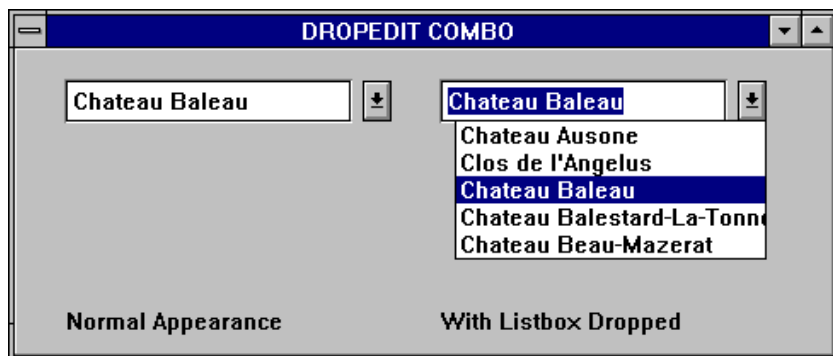 DROPEDIT COMBO
Chateau Baleau
Chateau Baleau
Chateau Ausone
Clos de l'Angelus
Chateau Baleau
Chateau Balestard-La-Tonne
Chateau Beau-Mazerat
Normal Appearance
With Listbox Dropped